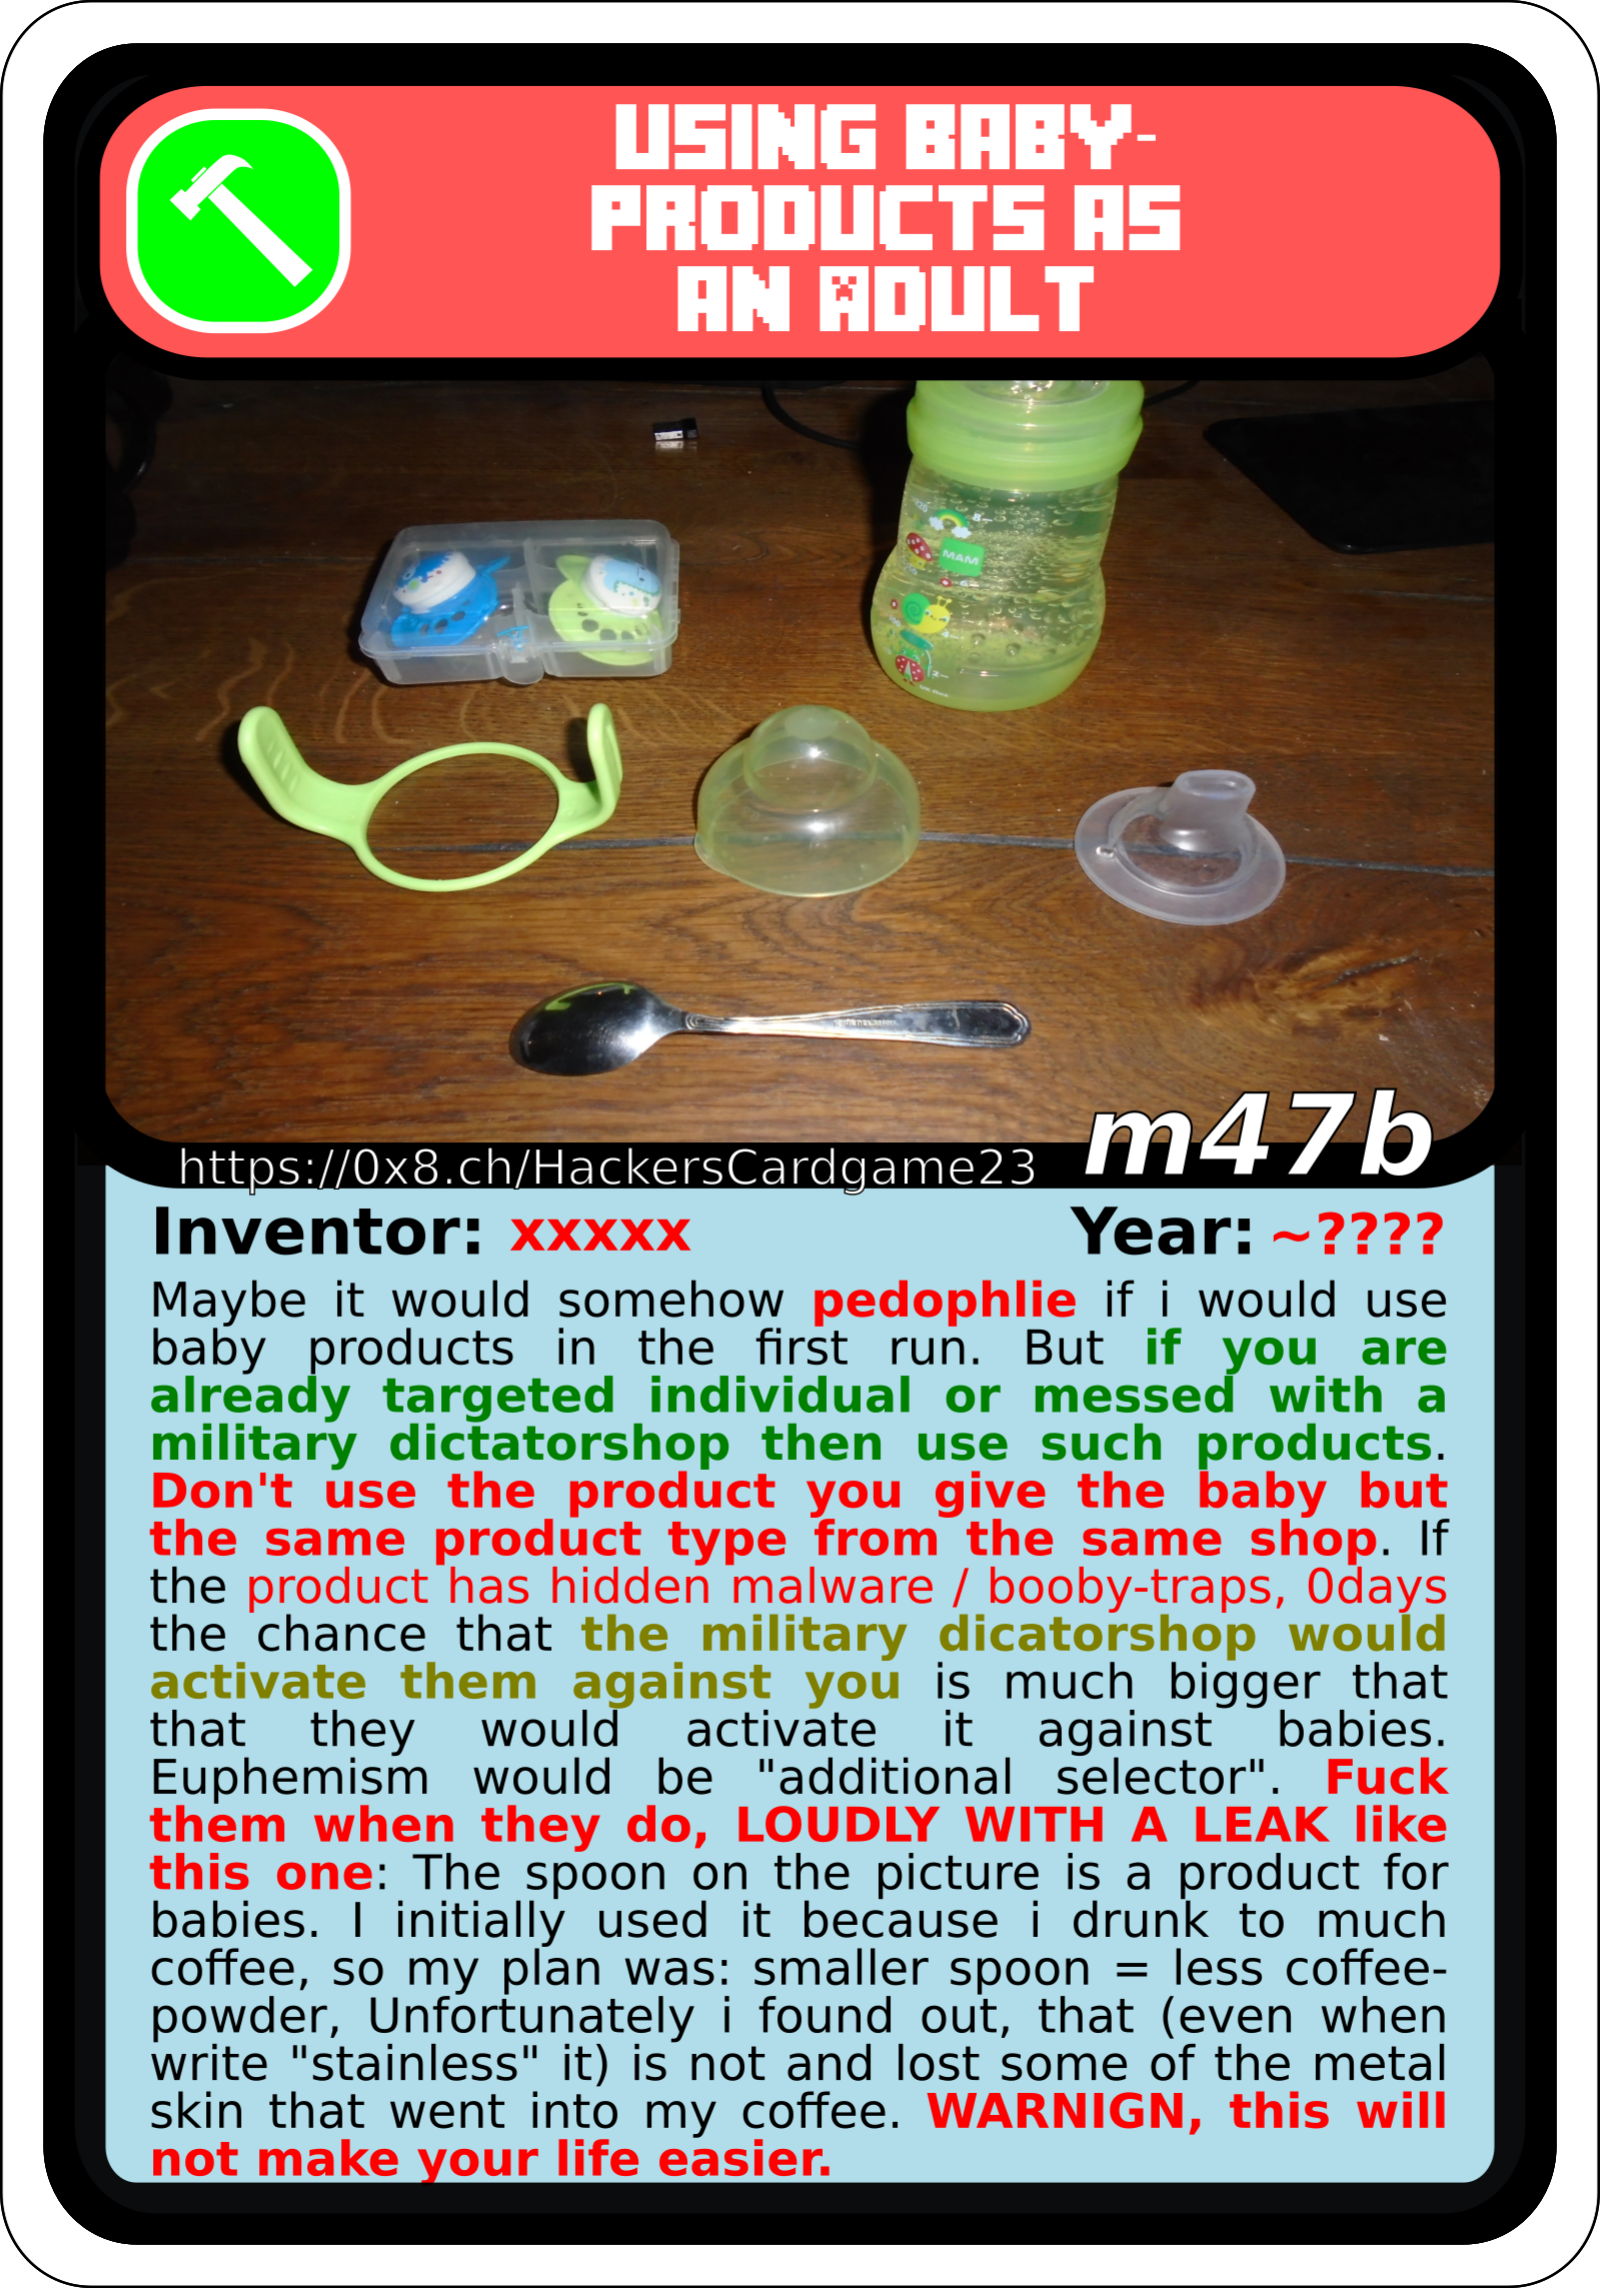 USING BABY-
PRODUCTS AS
AN ADULT
MAM
m47b
https://0x8.ch/HackersCardgame23
Inventor: xxxxx Year: ~????
Maybe it would somehow pedophlie if i would use
baby products in the first run. But if you are
already targeted individual or messed with a
military dictatorshop then use such products.
Don't use the product you give the baby but
the same product type from the same shop. If
the product has hidden malware / booby-traps, 0days
the chance that the military dicatorshop would
activate them against you is much bigger that
that they would activate it against babies.
Euphemism would be "additional selector". Fuck
them when they do, LOUDLY WITH A LEAK like
this one: The spoon on the picture is a product for
babies. I initially used it because i drunk to much
coffee, so my plan was: smaller spoon = less coffee-
powder, Unfortunately i found out, that (even when
write "stainless" it) is not and lost some of the metal
skin that went into my coffee. WARNIGN, this will
not make your life easier.